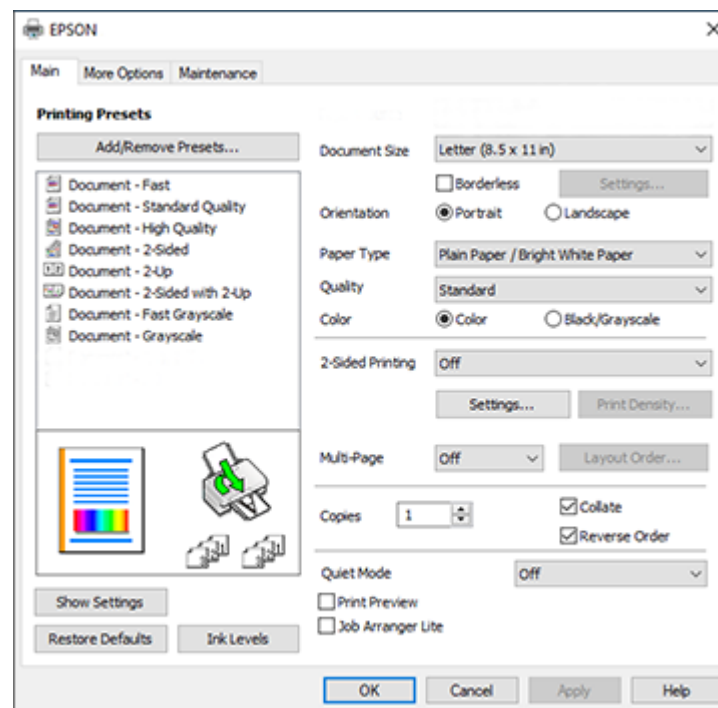 EPSON
Main
More Options
Maintenance
Printing Presets
Add/Remove Presets...
Document - Fast
Document - Standard Quality
Document - High Quality
Document - 2-Sided
Document - 2-Up
Document - 2-Sided with 2-Up
Document - Fast Grayscale
Document - Grayscale
Show Settings
Restore Defaults
Ink Levels
Document Size
Letter (8.5 x 11 in)
Borderless
Settings...
Orientation
Portrait
Landscape
Paper Type
Plain Paper / Bright White Paper
Quality
Standard
Color
Color
Black/Grayscale
2-Sided Printing
Off
Settings...
Print Density...
Multi-Page
Off
Layout Order...
Copies
1
Collate
Reverse Order
Quiet Mode
Off
Print Preview
Job Arranger Lite
OK
Cancel
Apply
Help